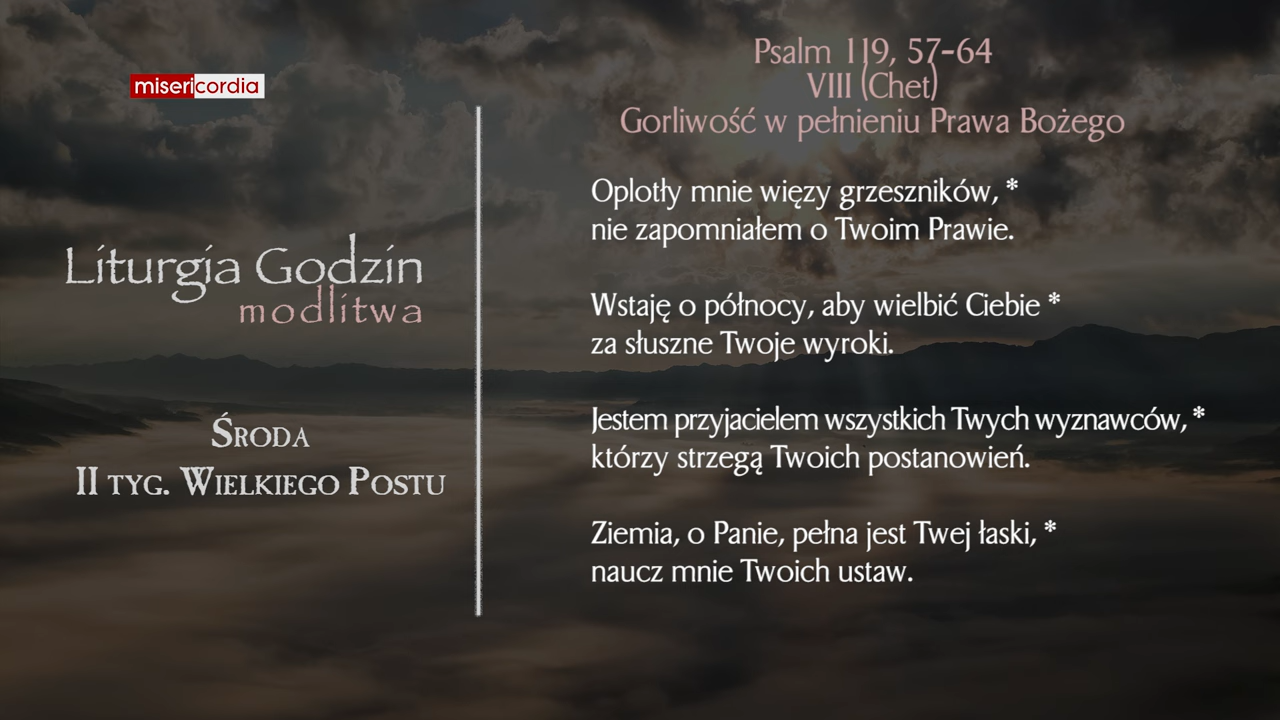 misericordia
Liturgia Godzin
modlitwa
Środa
II tyg. Wielkiego Postu
Psalm 119, 57-64
VIII (Chet)
Gorliwość w pełnieniu Prawa Bożego
Oplotły mnie więzy grzeszników, *
nie zapomniałem o Twoim Prawie.
Wstaję o północy, aby wielbić Ciebie *
za słuszne Twoje wyroki.
Jestem przyjacielem wszystkich Twych wyznawców, *
którzy strzegą Twoich postanowień.
Ziemia, o Panie, pełna jest Twej łaski, *
naucz mnie Twoich ustaw.